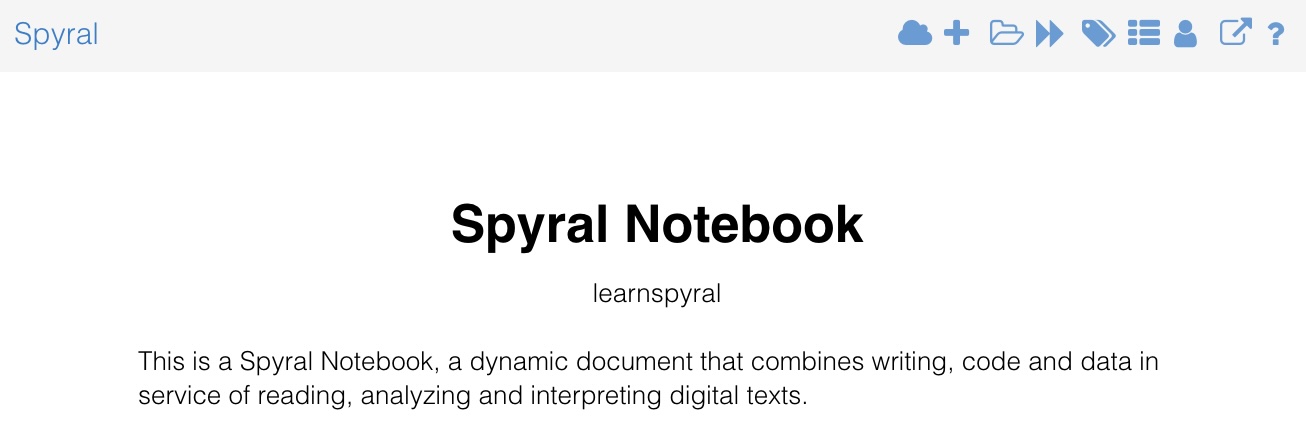 Spyral
?
Spyral Notebook
learnspyral
This is a Spyral Notebook, a dynamic document that combines writing, code and data in
service of reading, analyzing and interpreting digital texts.